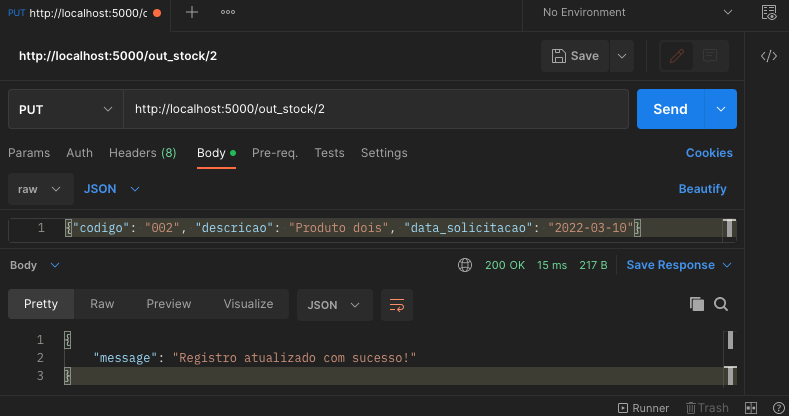 PUT http://localhost:5000/c
No Environment
http://localhost:5000/out_stock/2
Save
PUT http://localhost:5000/out_stock/2 Send
Params Auth Headers (8) Body Pre-req. Tests Settings Cookies
raw JSON Beautify
1 {"codigo": "002", "descricao": "Produto dois", "data_solicitacao": "2022-03-10"}
Body 200 OK 15 ms 217 B Save Response
Pretty Raw Preview Visualize JSON
1 {
2 "message": "Registro atualizado com sucesso!"
3 }
Runner Trash